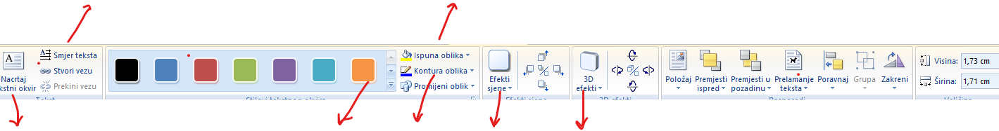 Nacrtaj
kstni okvir
Smjer teksta
Stvori vezu
Prekini vezu
Tekst
Stilovi tekstnog okvira
Ispuna oblika
Kontura oblika
Promijeni oblik
Efekti
sjene
Efekti sjene
3D
efekti
3D efekti
Položaj
Premjesti
ispred
Premjesti u
pozadinu
Prelamanje
teksta
Poravnaj
Grupa
Zakreni
Rasporedi
Visina: 1,73 cm
Širina: 1,71 cm
Veličina